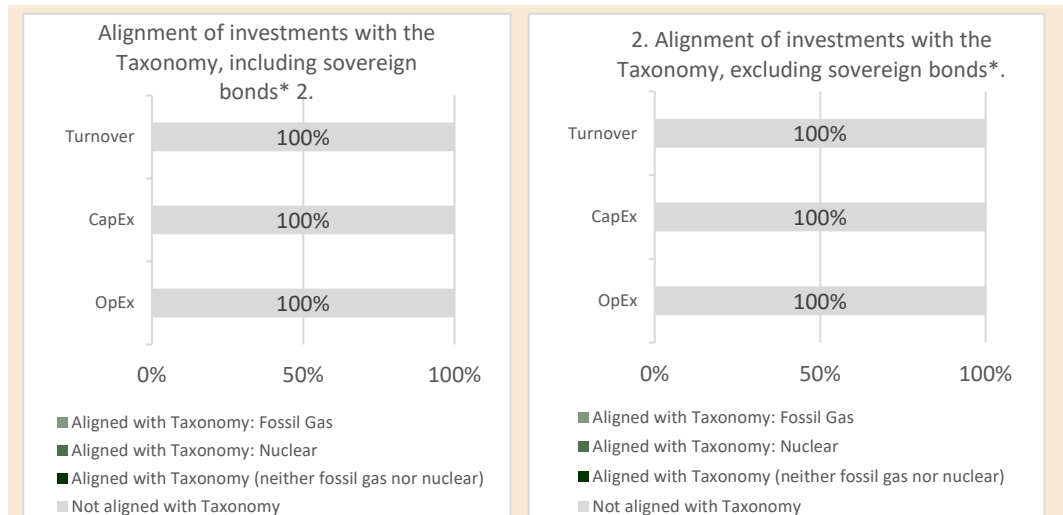 Alignment of investments with the
Taxonomy, including sovereign
bonds* 2.
Turnover
100%
CapEx
100%
OpEx
100%
0%
50%
100%
■ Aligned with Taxonomy: Fossil Gas
■ Aligned with Taxonomy: Nuclear
■ Aligned with Taxonomy (neither fossil gas nor nuclear)
■ Not aligned with Taxonomy
2. Alignment of investments with the
Taxonomy, excluding sovereign bonds*.
Turnover
100%
CapEx
100%
OpEx
100%
0%
50%
100%
■ Aligned with Taxonomy: Fossil Gas
■ Aligned with Taxonomy: Nuclear
■ Aligned with Taxonomy (neither fossil gas nor nuclear)
■ Not aligned with Taxonomy